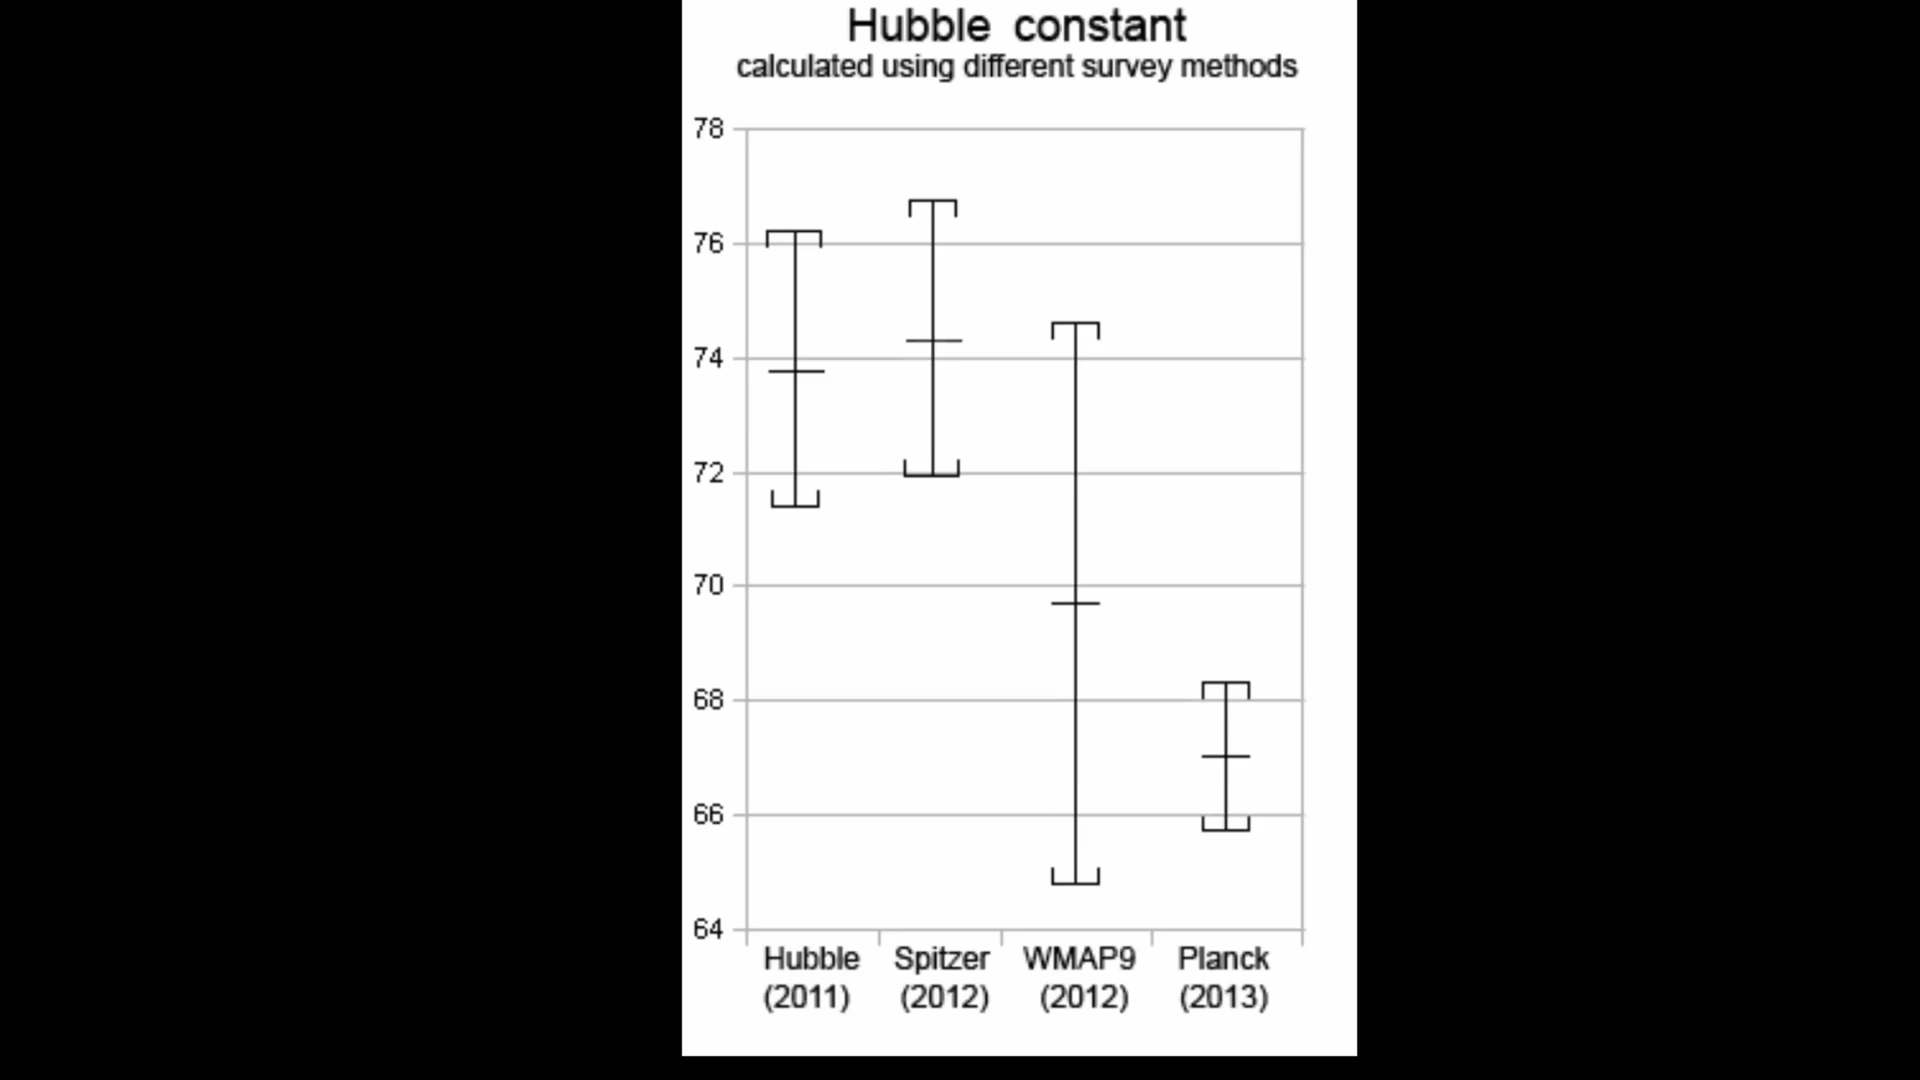 Hubble constant
calculated using different survey methods
78
76
74
72
70
68
66
64
Hubble Spitzer WMAP9 Planck
(2011) (2012) (2012) (2013)